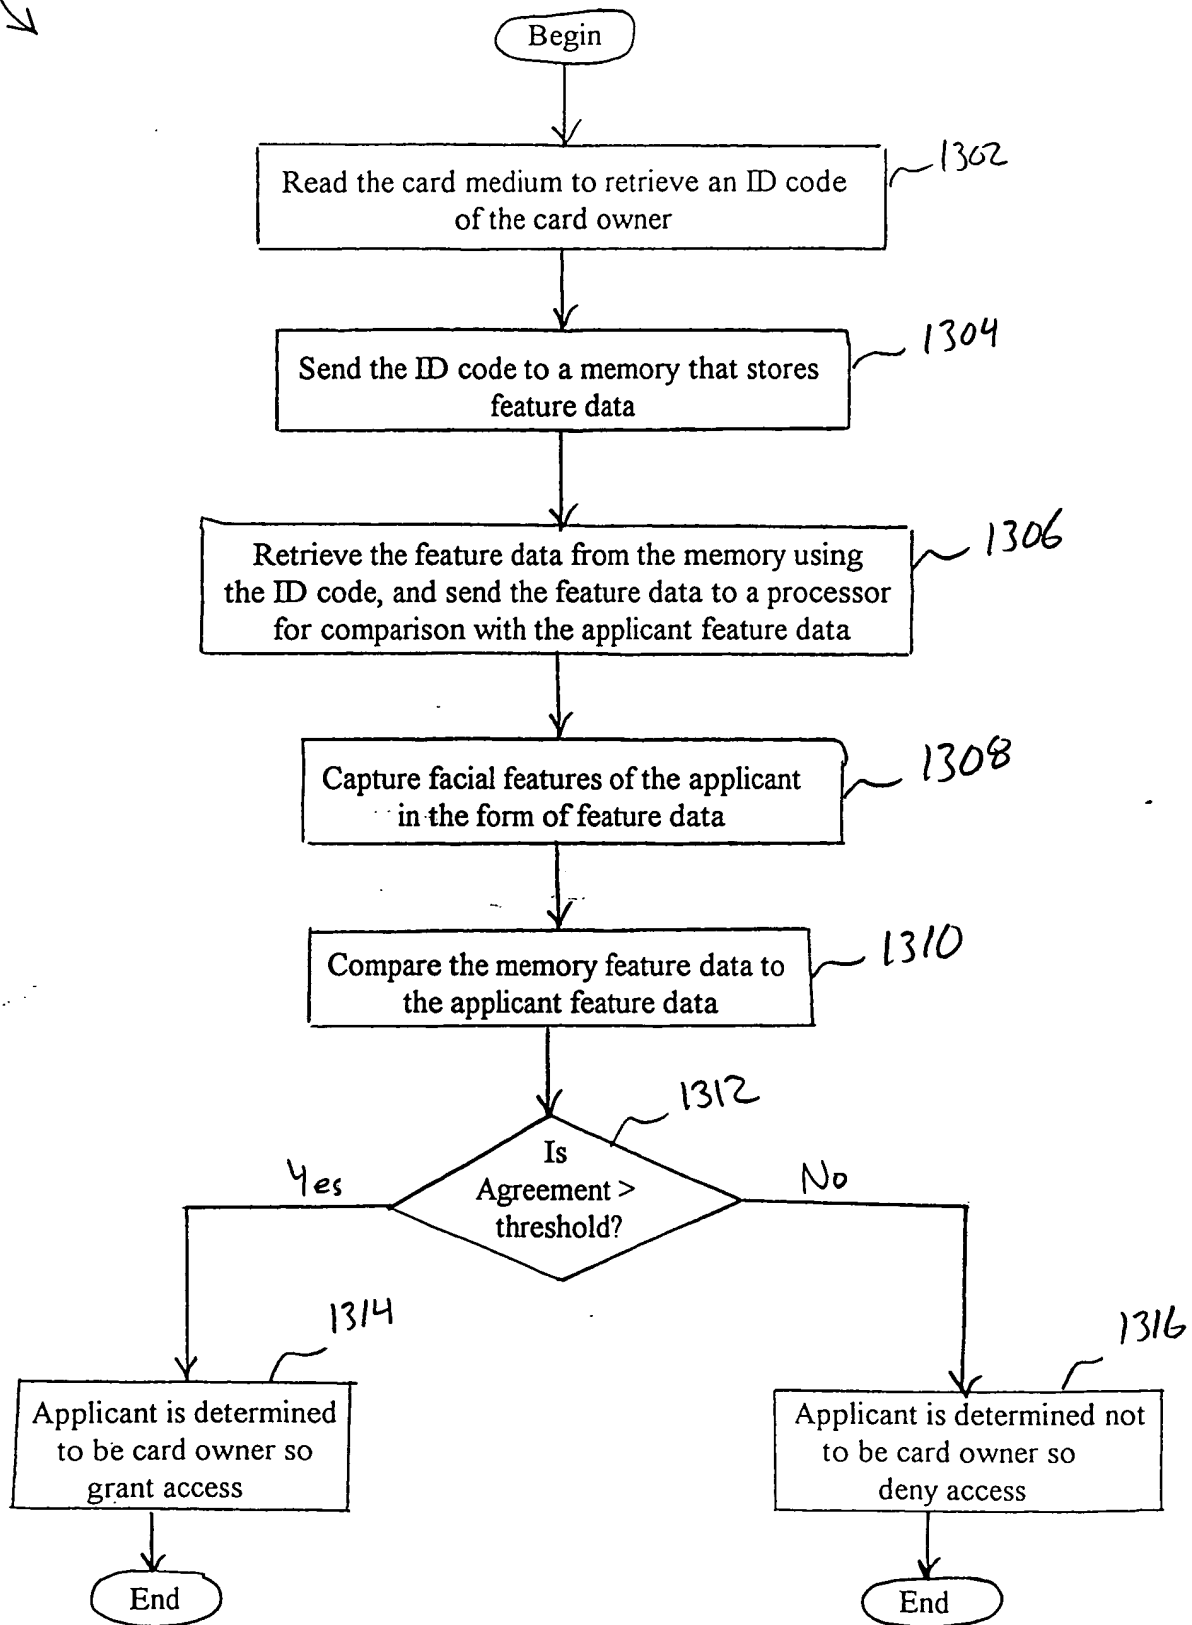 Begin
Read the card medium to retrieve an ID code
of the card owner
1302
Send the ID code to a memory that stores
feature data
1304
Retrieve the feature data from the memory using
the ID code, and send the feature data to a processor
for comparison with the applicant feature data
1306
Capture facial features of the applicant
in the form of feature data
1308
Compare the memory feature data to
the applicant feature data
1310
Is
Agreement >
threshold?
1312
Yes
No
1314
Applicant is determined
to be card owner so
grant access
End
1316
Applicant is determined not
to be card owner so
deny access
End